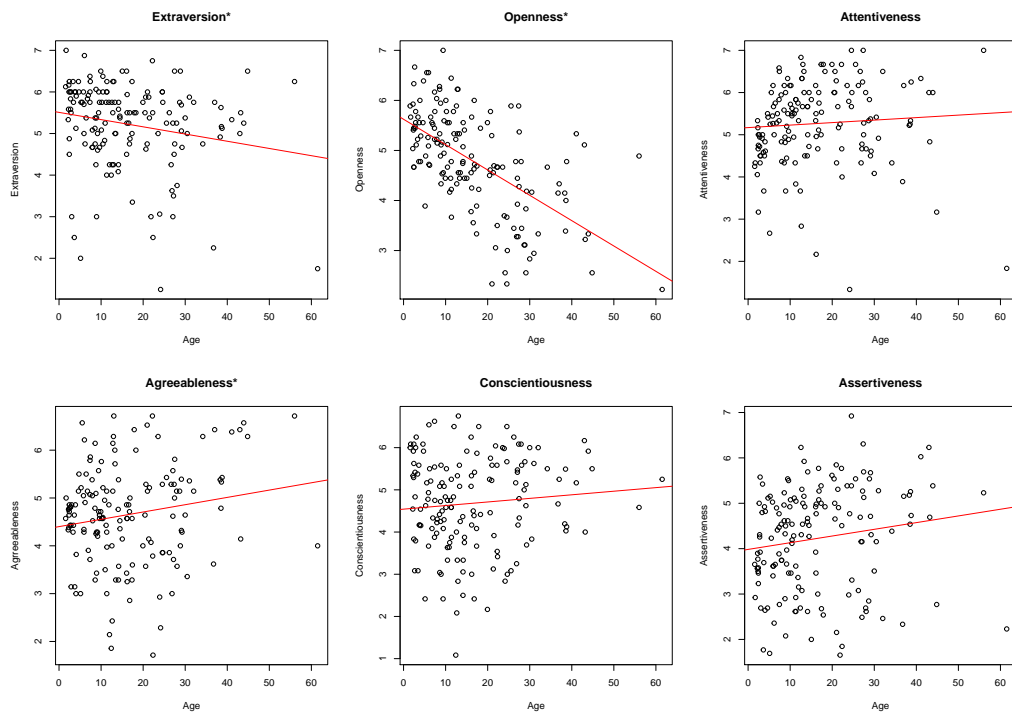 Extraversion*
Openness*
Attentiveness
Extraversion
7
6
5
4
3
2
0 10 20 30 40 50 60
Age
Openness
7
6
5
4
3
0 10 20 30 40 50 60
Age
Attentiveness
7
6
5
4
3
2
1
0 10 20 30 40 50 60
Age
Agreeableness*
Conscientiousness
Assertiveness
Agrreeableness
6
5
4
3
2
0 10 20 30 40 50 60
Age
Conscientiousness
6
5
4
3
2
1
0 10 20 30 40 50 60
Age
Assertiveness
7
6
5
4
3
2
0 10 20 30 40 50 60
Age